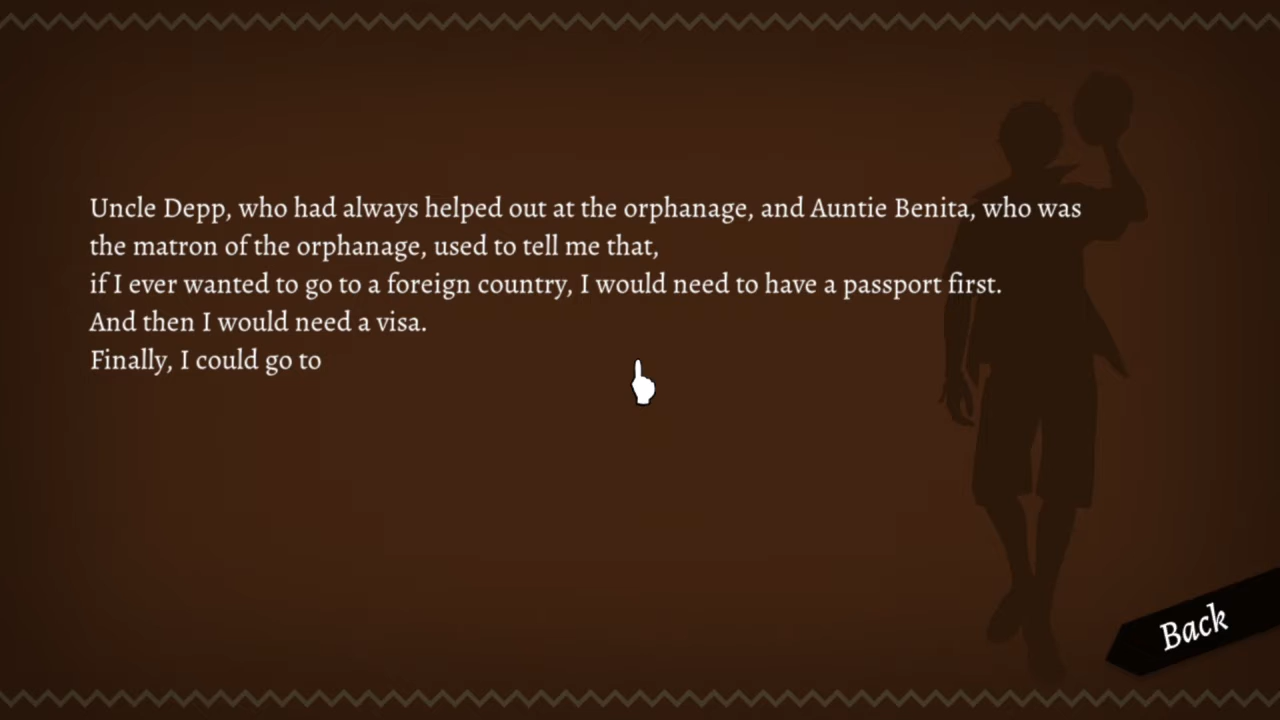 Uncle Depp, who had always helped out at the orphanage, and Auntie Benita, who was
the matron of the orphanage, used to tell me that,
if I ever wanted to go to a foreign country, I would need to have a passport first.
And then I would need a visa.
Finally, I could go to
Back